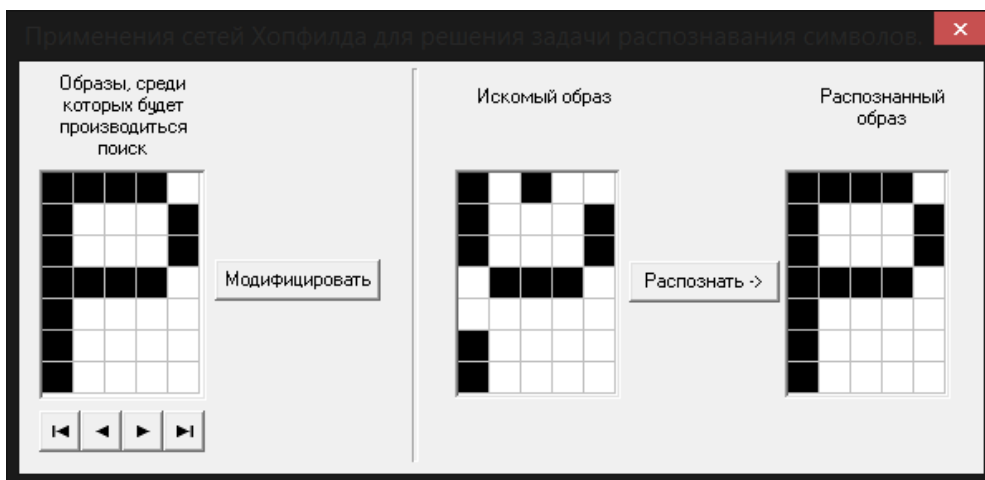 Применения сетей Хопфилда для решения задачи распознавания символов.
Образы, среди
которых будет
производиться
поиск
Модифицировать
Искомый образ
Распознать ->
Распознанный
образ